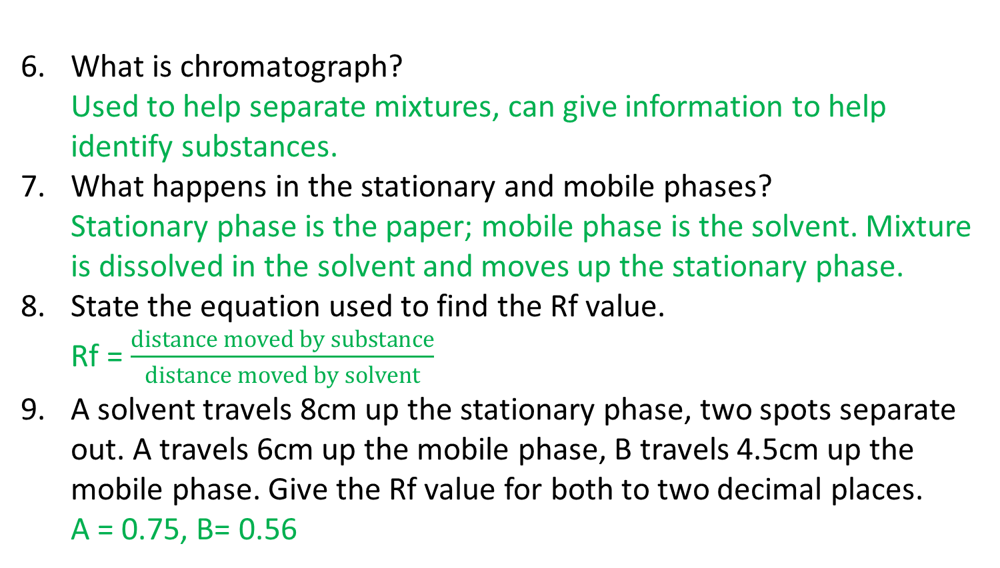 6. What is chromatograph?
Used to help separate mixtures, can give information to help
identify substances.
7. What happens in the stationary and mobile phases?
Stationary phase is the paper; mobile phase is the solvent. Mixture
is dissolved in the solvent and moves up the stationary phase.
8. State the equation used to find the Rf value.
Rf = distance moved by substance
distance moved by solvent
9. A solvent travels 8cm up the stationary phase, two spots separate
out. A travels 6cm up the mobile phase, B travels 4.5cm up the
mobile phase. Give the Rf value for both to two decimal places.
A = 0.75, B= 0.56